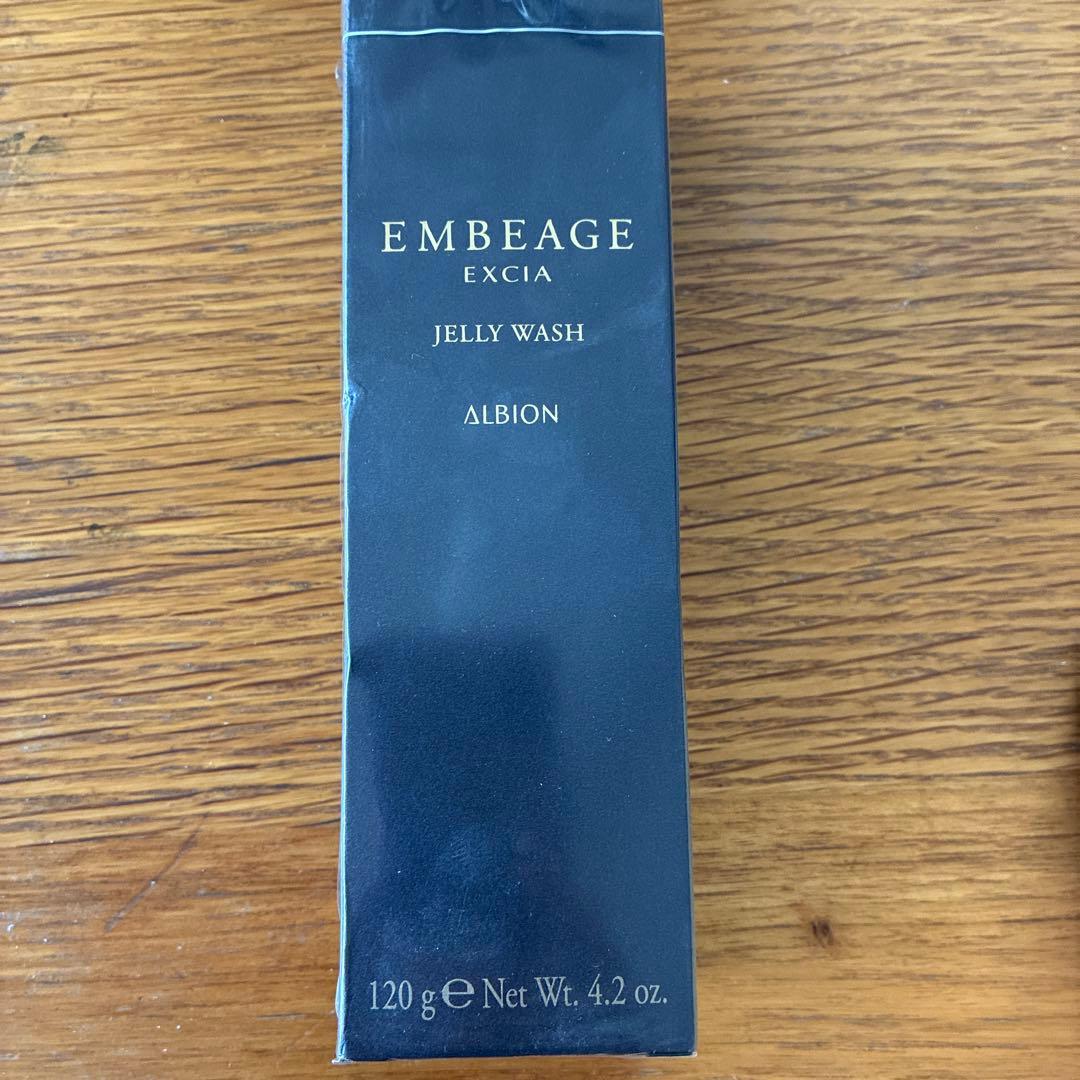 EMBEAGE
EXCIA
JELLY WASH
ALBION
120 g ℮ Net Wt. 4.2 oz.